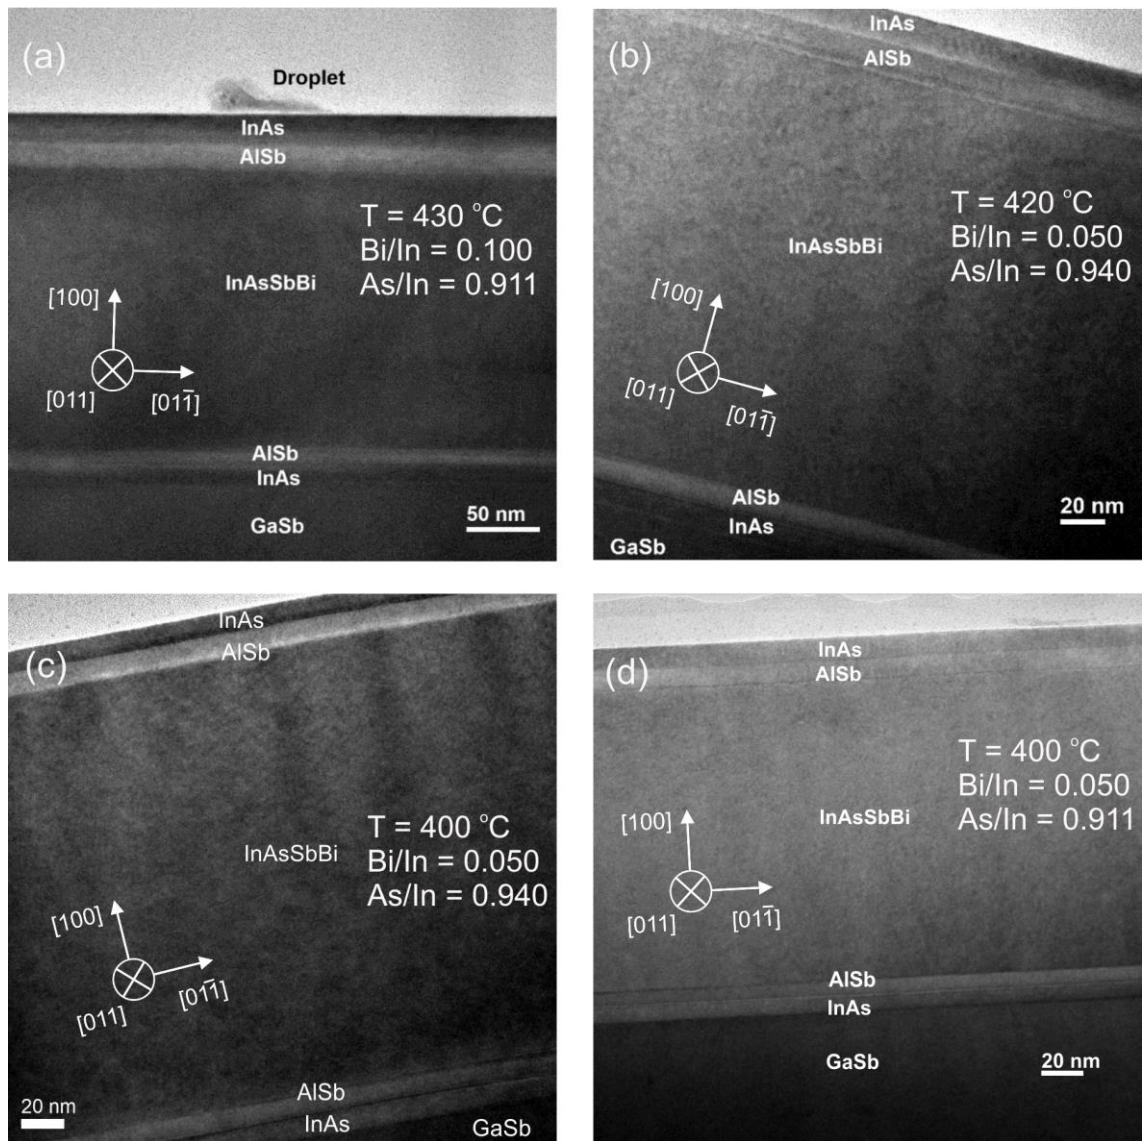 (a)
Droplet
InAs
AlSb
T = 430 °C
Bi/In = 0.100
As/In = 0.911
InAsSbBi
[100]
[011]
[01̅1̅]
AlSb
InAs
GaSb
50 nm
(b)
InAs
AlSb
T = 420 °C
Bi/In = 0.050
As/In = 0.940
InAsSbBi
[100]
[011]
[01̅1̅]
AlSb
InAs
GaSb
20 nm
(c)
InAs
AlSb
T = 400 °C
Bi/In = 0.050
As/In = 0.940
InAsSbBi
[100]
[011]
[01̅1̅]
AlSb
InAs
GaSb
20 nm
(d)
InAs
AlSb
T = 400 °C
Bi/In = 0.050
As/In = 0.911
InAsSbBi
[100]
[011]
[01̅1̅]
AlSb
InAs
GaSb
20 nm